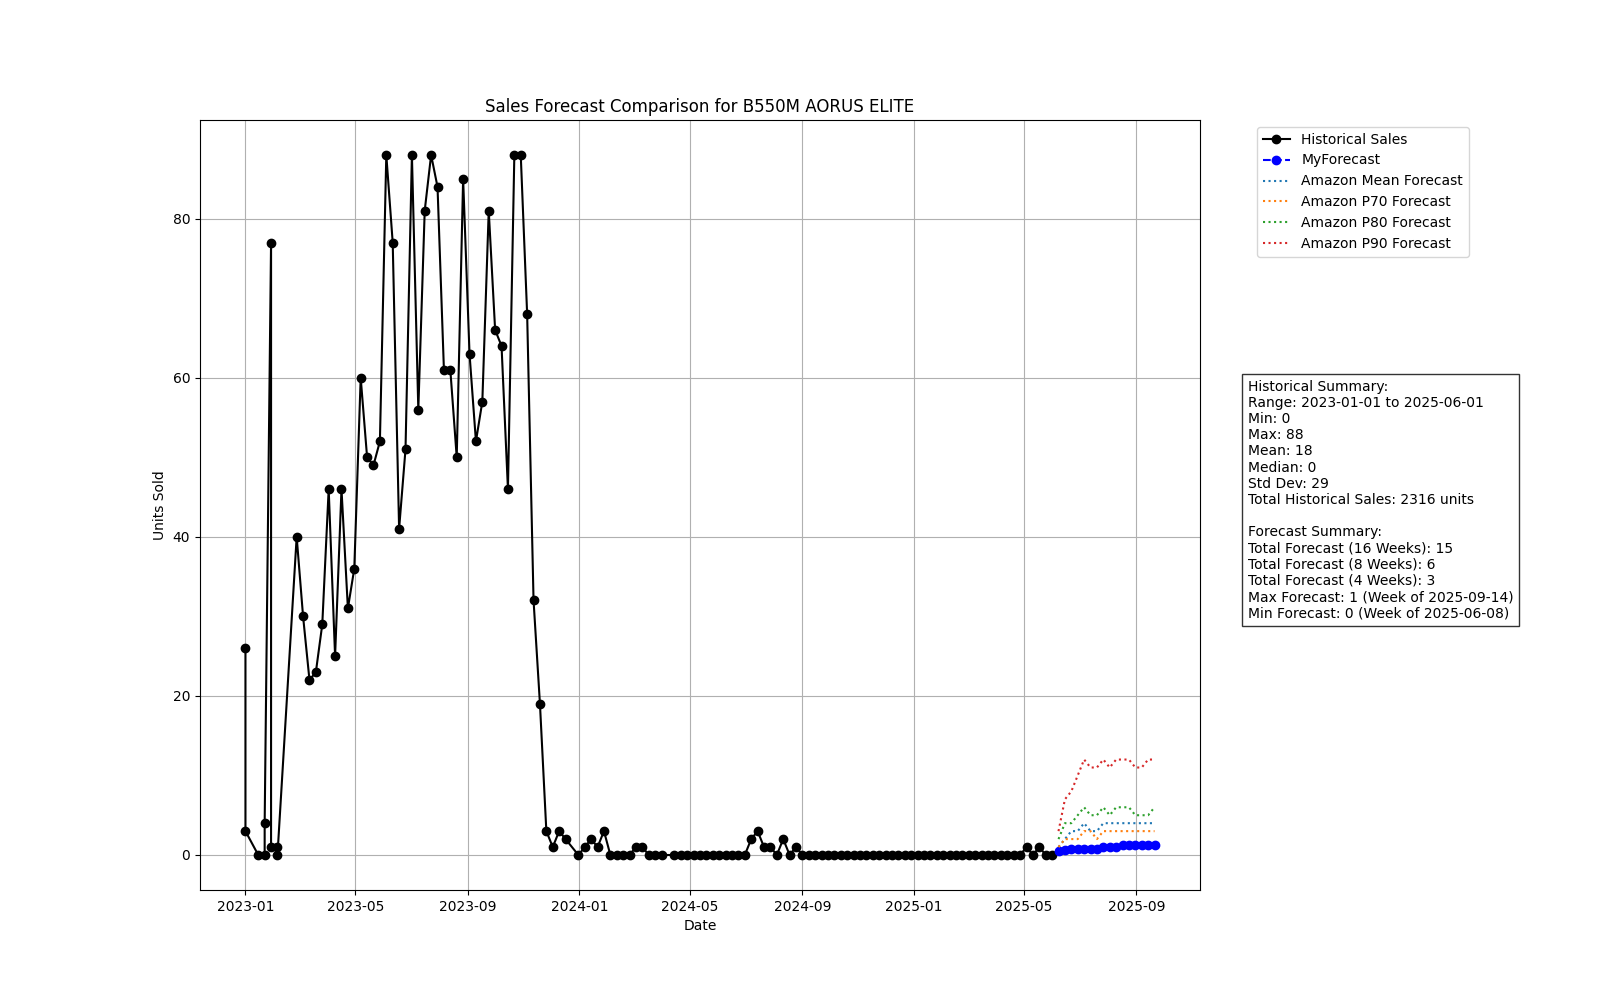 Sales Forecast Comparison for B550M AORUS ELITE
Historical Sales
MyForecast
Amazon Mean Forecast
Amazon P70 Forecast
Amazon P80 Forecast
Amazon P90 Forecast
Units Sold
80
60
40
20
0
2023-01
2023-05
2023-09
2024-01
2024-05
2024-09
2025-01
2025-05
2025-09
Date
Historical Summary:
Range: 2023-01-01 to 2025-06-01
Min: 0
Max: 88
Mean: 18
Median: 0
Std Dev: 29
Total Historical Sales: 2316 units
Forecast Summary:
Total Forecast (16 Weeks): 15
Total Forecast (8 Weeks): 6
Total Forecast (4 Weeks): 3
Max Forecast: 1 (Week of 2025-09-14)
Min Forecast: 0 (Week of 2025-06-08)